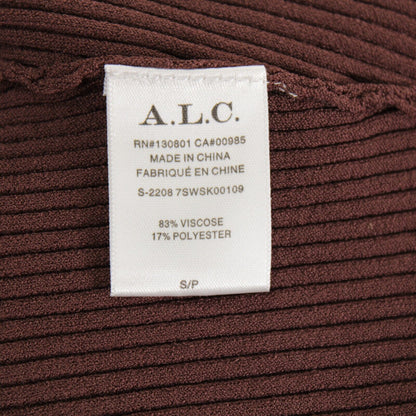 A.L.C.
RN#130801 CA#00985
MADE IN CHINA
FABRIQUÉ EN CHINE
S-2208 7SWSK00109
83% VISCOSE
17% POLYESTER
S/P